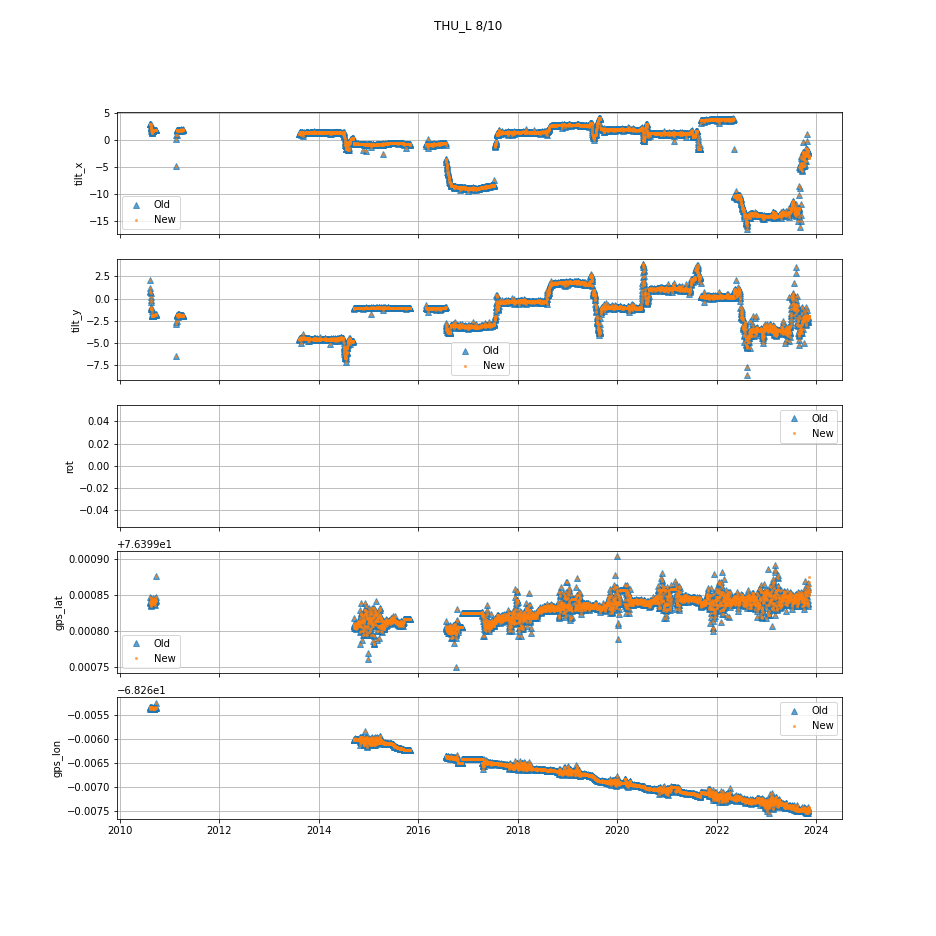 THU_L 8/10
5
0
−5
−10
−15
tilt_x
Old
New
2.5
0.0
−2.5
−5.0
−7.5
tilt_y
Old
New
0.04
0.02
0.00
−0.02
−0.04
rot
Old
New
+7.6399e1
0.00090
0.00085
0.00080
0.00075
gps_lat
Old
New
−6.826e1
−0.0055
−0.0060
−0.0065
−0.0070
−0.0075
gps_lon
Old
New
2010 2012 2014 2016 2018 2020 2022 2024